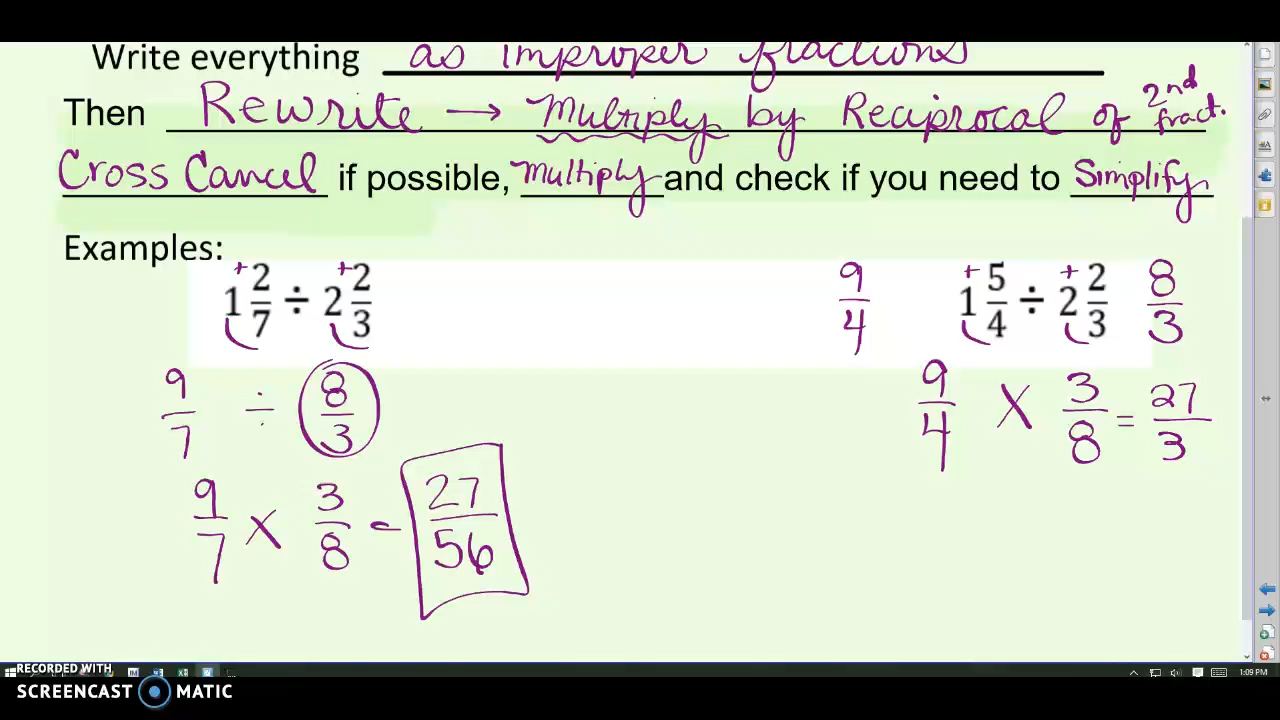 Write everything as improper fractions
Then Rewrite → Multiply by Reciprocal of 2nd fract.
Cross Cancel if possible, Multiply and check if you need to Simplify
Examples:
1 2/7 ÷ 2 2/3
9/4 1 5/4 ÷ 2 2/3 8/3
9/7 ÷ 8/3
9/4 X 3/8 = 27/3
9/7 X 3/8 = 27/56
RECORDED WITH
SCREENCAST MATIC
1:09 PM